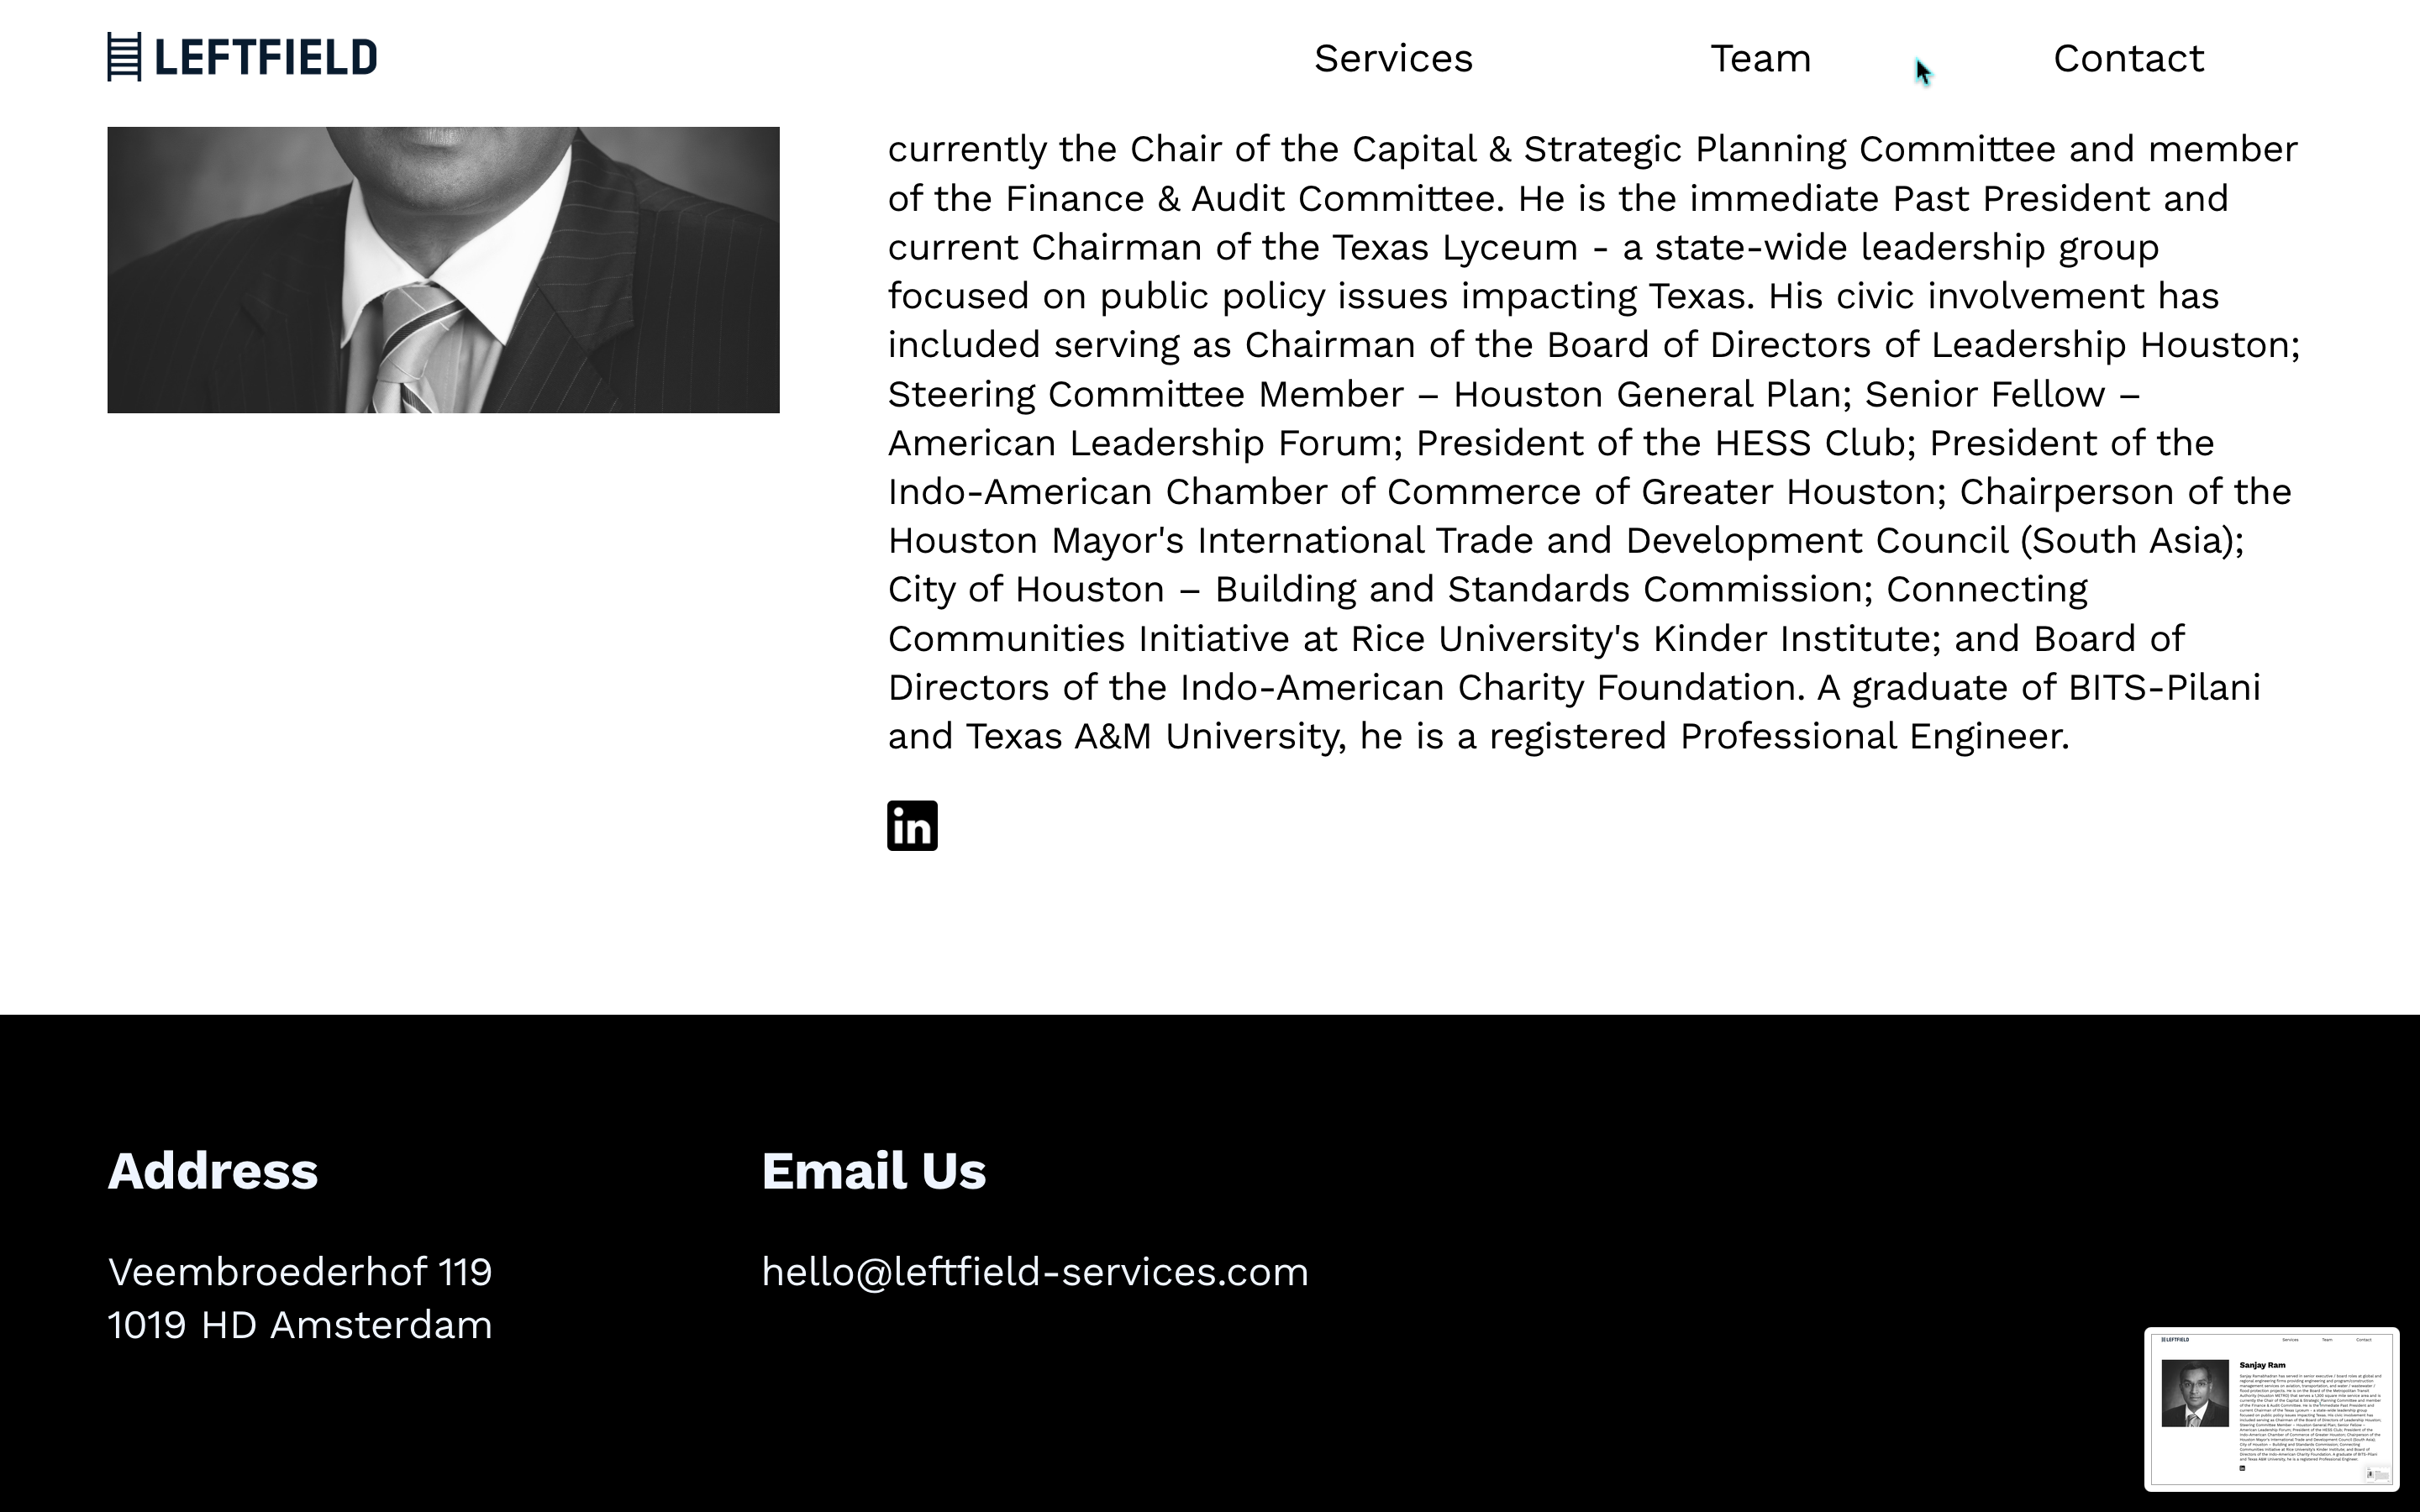 LEFTFIELD
Services
Team
Contact
currently the Chair of the Capital & Strategic Planning Committee and member
of the Finance & Audit Committee. He is the immediate Past President and
current Chairman of the Texas Lyceum - a state-wide leadership group
focused on public policy issues impacting Texas. His civic involvement has
included serving as Chairman of the Board of Directors of Leadership Houston;
Steering Committee Member – Houston General Plan; Senior Fellow –
American Leadership Forum; President of the HESS Club; President of the
Indo-American Chamber of Commerce of Greater Houston; Chairperson of the
Houston Mayor's International Trade and Development Council (South Asia);
City of Houston – Building and Standards Commission; Connecting
Communities Initiative at Rice University's Kinder Institute; and Board of
Directors of the Indo-American Charity Foundation. A graduate of BITS-Pilani
and Texas A&M University, he is a registered Professional Engineer.
in
Address
Veembroederhof 119
1019 HD Amsterdam
Email Us
hello@leftfield-services.com
LEFTFIELD
Services
Team
Contact
Sanjay Ram